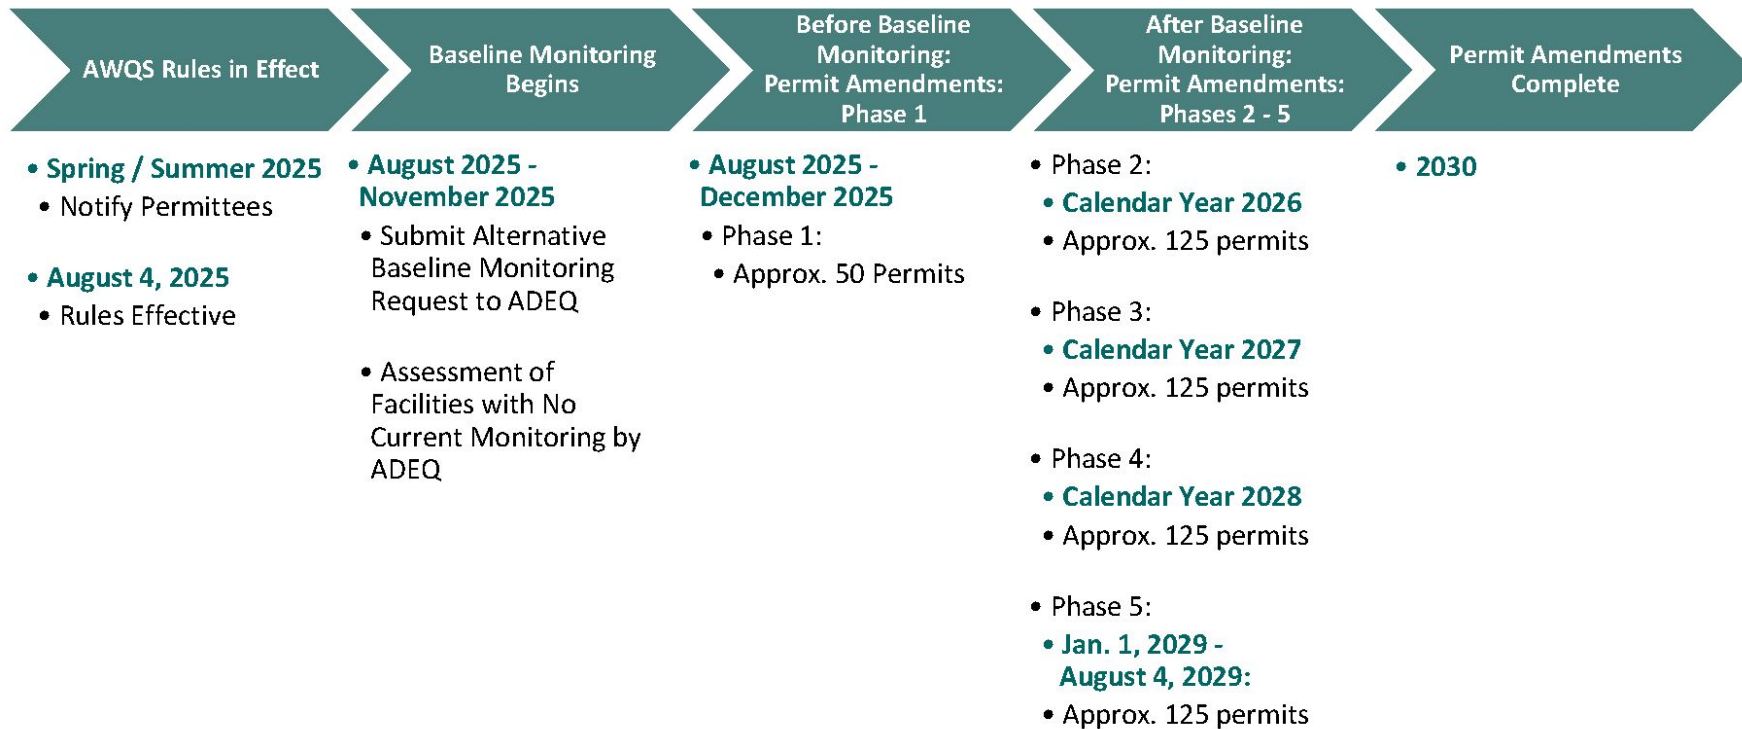 AWQS Rules in Effect
Baseline Monitoring
Begins
Before Baseline
Monitoring:
Permit Amendments:
Phase 1
After Baseline
Monitoring:
Permit Amendments:
Phases 2 - 5
Permit Amendments
Complete
• Spring / Summer 2025
• Notify Permittees
• August 4, 2025
• Rules Effective
• August 2025 -
November 2025
• Submit Alternative
Baseline Monitoring
Request to ADEQ
• Assessment of
Facilities with No
Current Monitoring by
ADEQ
• August 2025 -
December 2025
• Phase 1:
• Approx. 50 Permits
• Phase 2:
• Calendar Year 2026
• Approx. 125 permits
• Phase 3:
• Calendar Year 2027
• Approx. 125 permits
• Phase 4:
• Calendar Year 2028
• Approx. 125 permits
• Phase 5:
• Jan. 1, 2029 -
August 4, 2029:
• Approx. 125 permits
• 2030